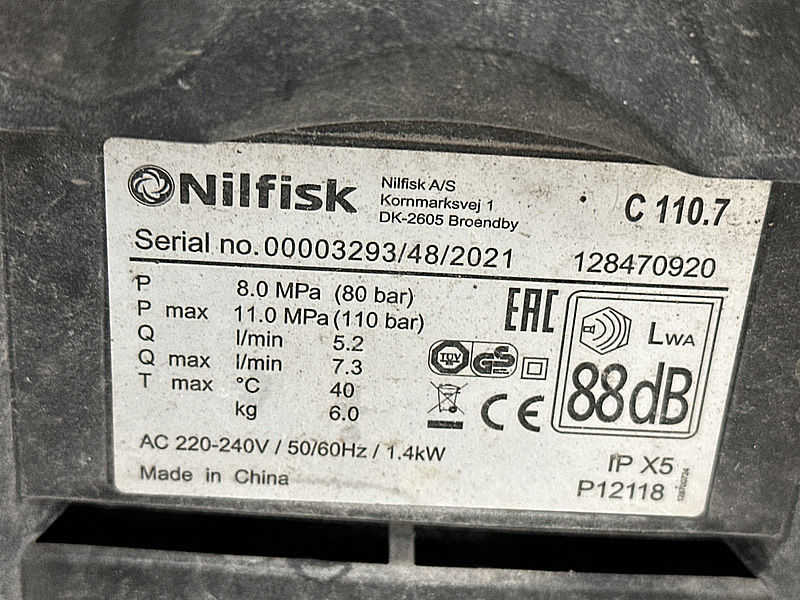 Nilfisk
Nilfisk A/S
Kornmarksvej 1
DK-2605 Broendby
C 110.7
Serial no.00003293/48/2021
128470920
P 8.0 MPa (80 bar)
P max 11.0 MPa (110 bar)
Q l/min 5.2
Q max l/min 7.3
T max °C 40
kg 6.0
EAC
TÜV GS
CE
LWA
88dB
AC 220-240V / 50/60Hz / 1.4kW
IP X5
Made in China
P12118